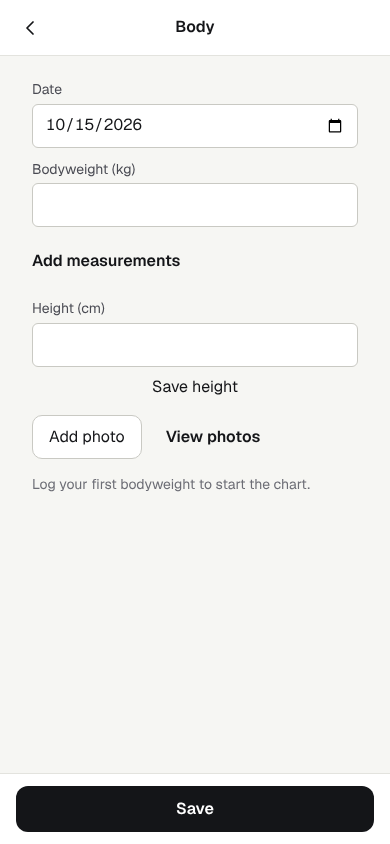 Body
Date
10/15/2026
Bodyweight (kg)
Add measurements
Height (cm)
Save height
Add photo
View photos
Log your first bodyweight to start the chart.
Save